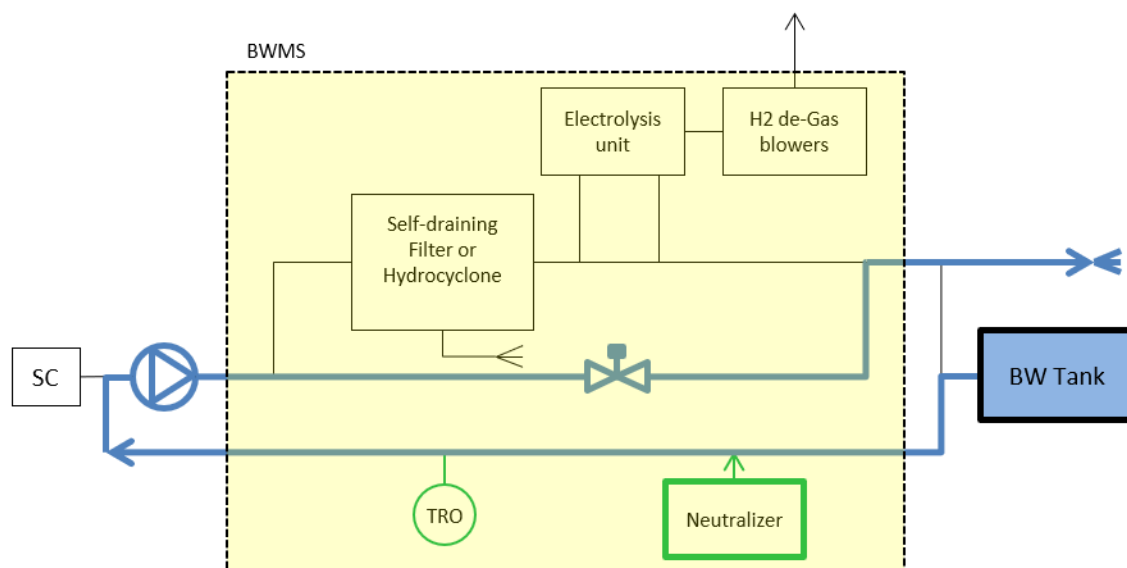 BWMS
Electrolysis
unit
H2 de-Gas
blowers
Self-draining
Filter or
Hydrocyclone
SC
BW Tank
TRO
Neutralizer